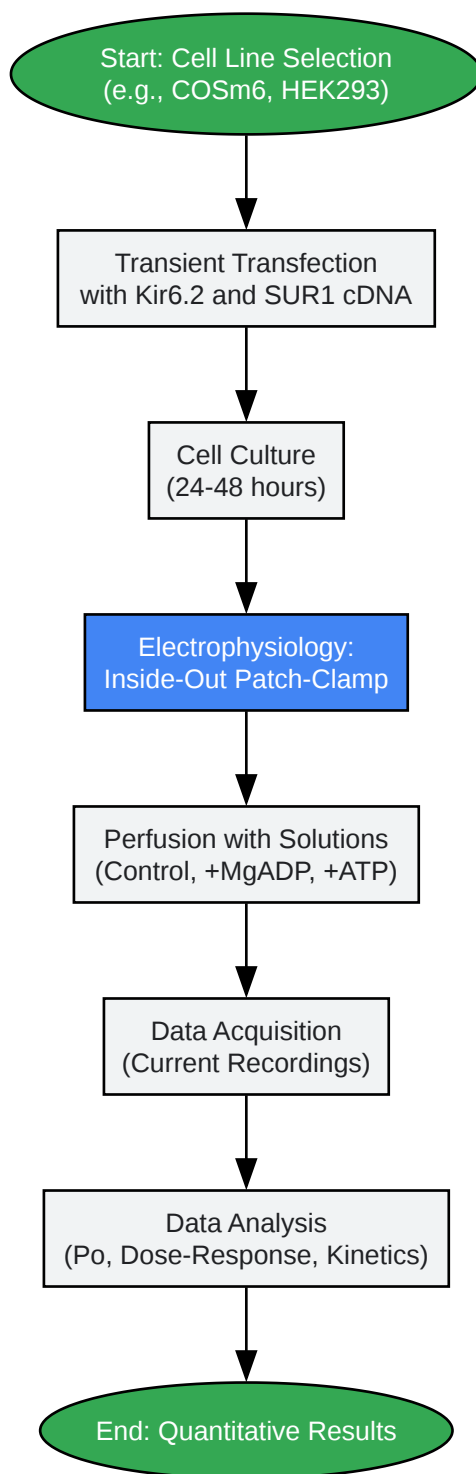 Start: Cell Line Selection
(e.g., COSm6, HEK293)
Transient Transfection
with Kir6.2 and SUR1 cDNA
Cell Culture
(24-48 hours)
Electrophysiology:
Inside-Out Patch-Clamp
Perfusion with Solutions
(Control, +MgADP, +ATP)
Data Acquisition
(Current Recordings)
Data Analysis
(Po, Dose-Response, Kinetics)
End: Quantitative Results